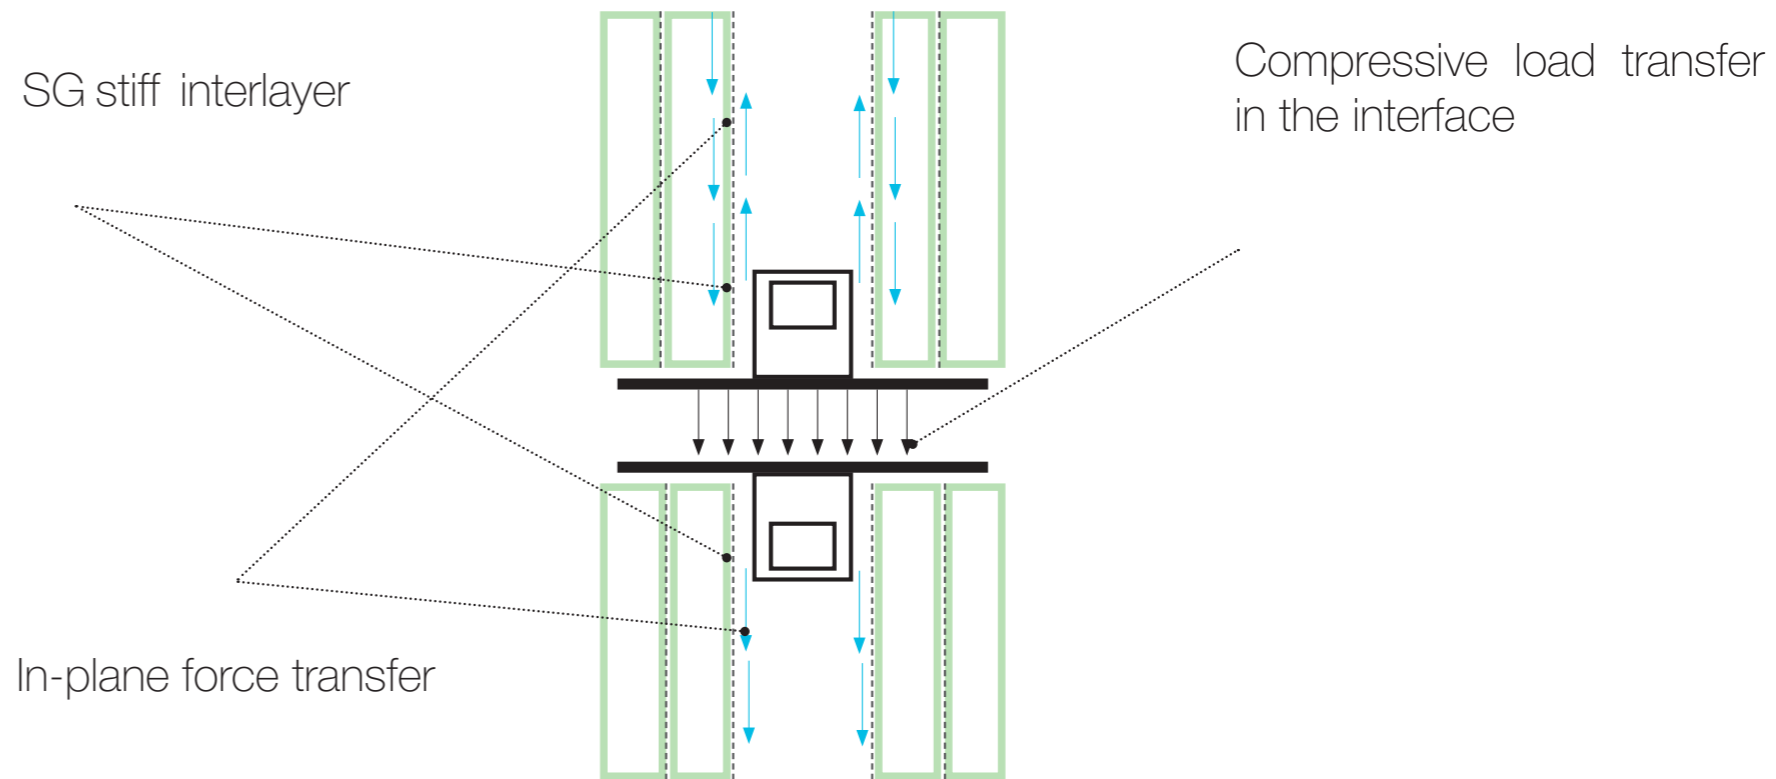 SG stiff interlayer
Compressive load transfer
in the interface
In-plane force transfer